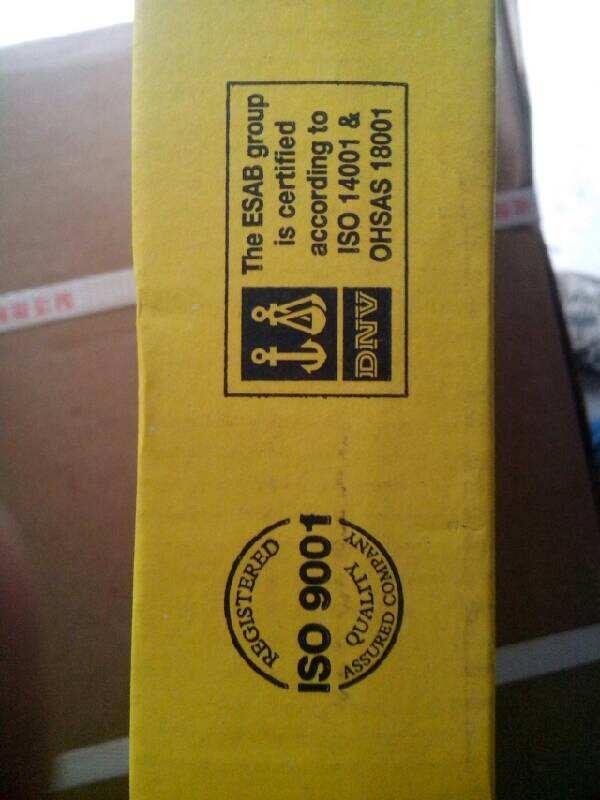 The ESAB group
is certified
according to
ISO 14001 &
OHSAS 18001
DNV
REGISTERED
ISO 9001
QUALITY
ASSURED COMPANY